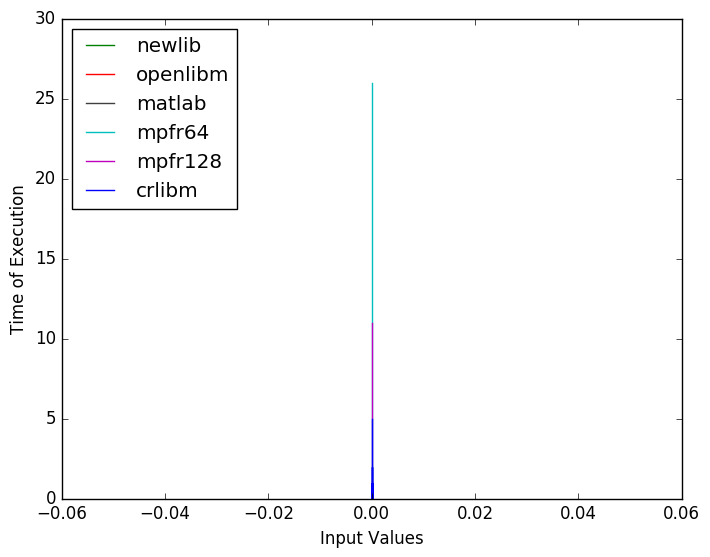 30
25
20
15
10
5
0
newlib
openlibm
matlab
mpfr64
mpfr128
crlibm
Time of Execution
−0.06 −0.04 −0.02 0.00 0.02 0.04 0.06
Input Values